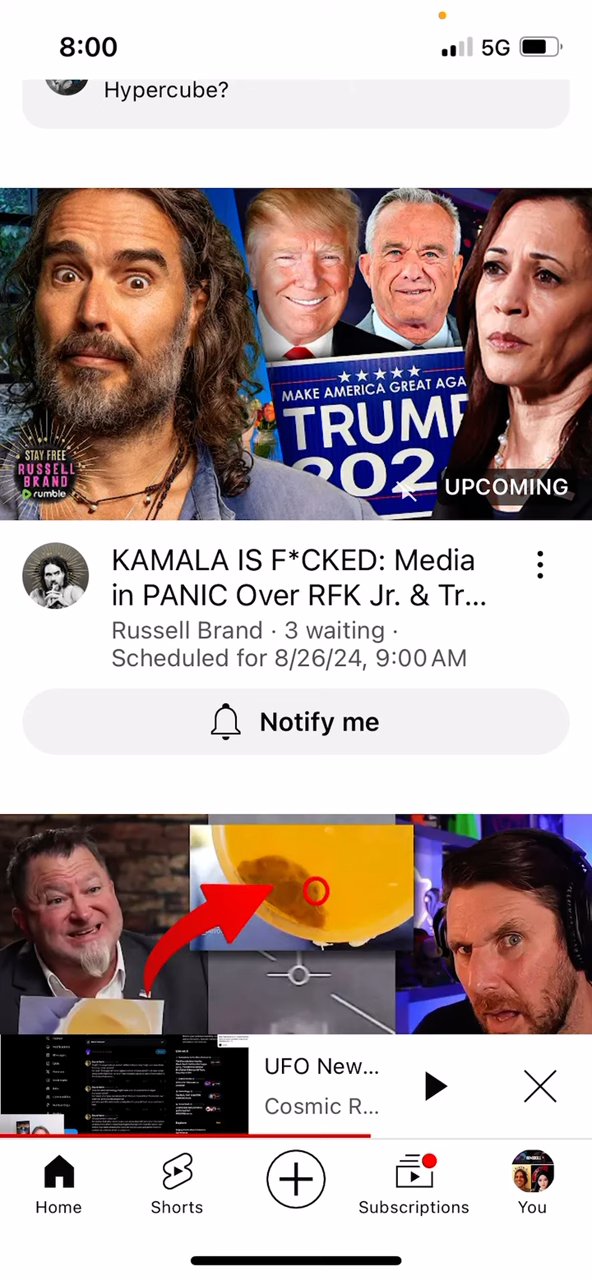 8:00
5G
Hypercube?
★★★★★
MAKE AMERICA GREAT AGA
TRUMP
202
STAY FREE
RUSSELL
BRAND
rumble
UPCOMING
KAMALA IS F*CKED: Media
in PANIC Over RFK Jr. & Tr...
Russell Brand · 3 waiting ·
Scheduled for 8/26/24, 9:00 AM
Notify me
UFO New...
Cosmic R...
Home
Shorts
Subscriptions
You